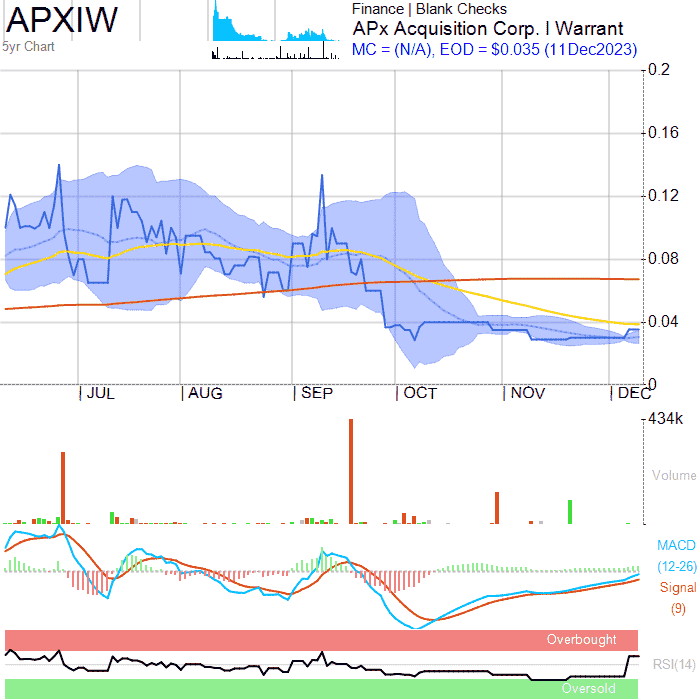 APXIW
5yr Chart
Finance | Blank Checks
APx Acquisition Corp. I Warrant
MC = (N/A), EOD = $0.035 (11Dec2023)
0.2
0.16
0.12
0.08
0.04
0
JUL
AUG
SEP
OCT
NOV
DEC
434k
Volume
MACD
(12-26)
Signal
(9)
Overbought
RSI(14)
Oversold